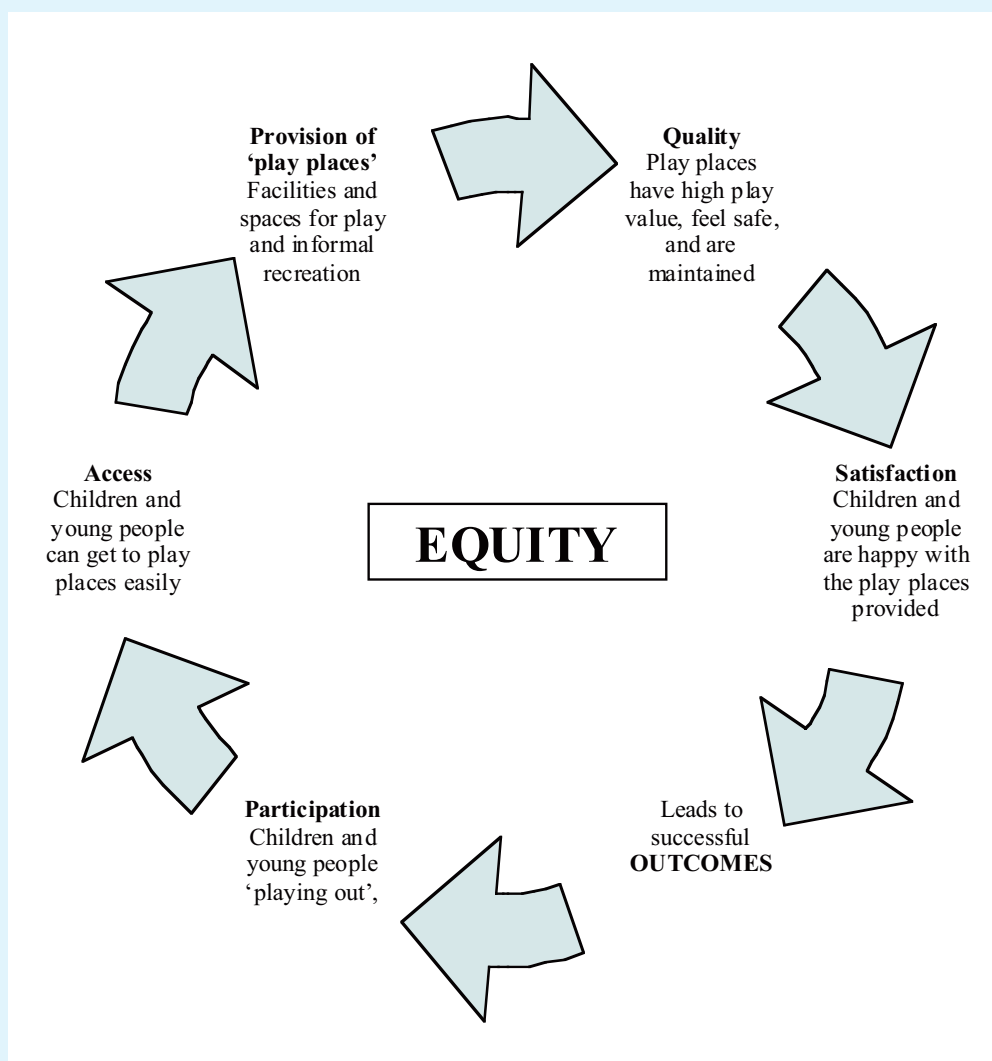 Provision of
‘play places’
Facilities and
spaces for play
and informal
recreation
Quality
Play places
have high play
value, feel safe,
and are
maintained
Satisfaction
Children and
young people
are happy with
the play places
provided
Leads to
successful
OUTCOMES
Participation
Children and
young people
‘playing out’,
Access
Children and
young people
can get to play
places easily
EQUITY